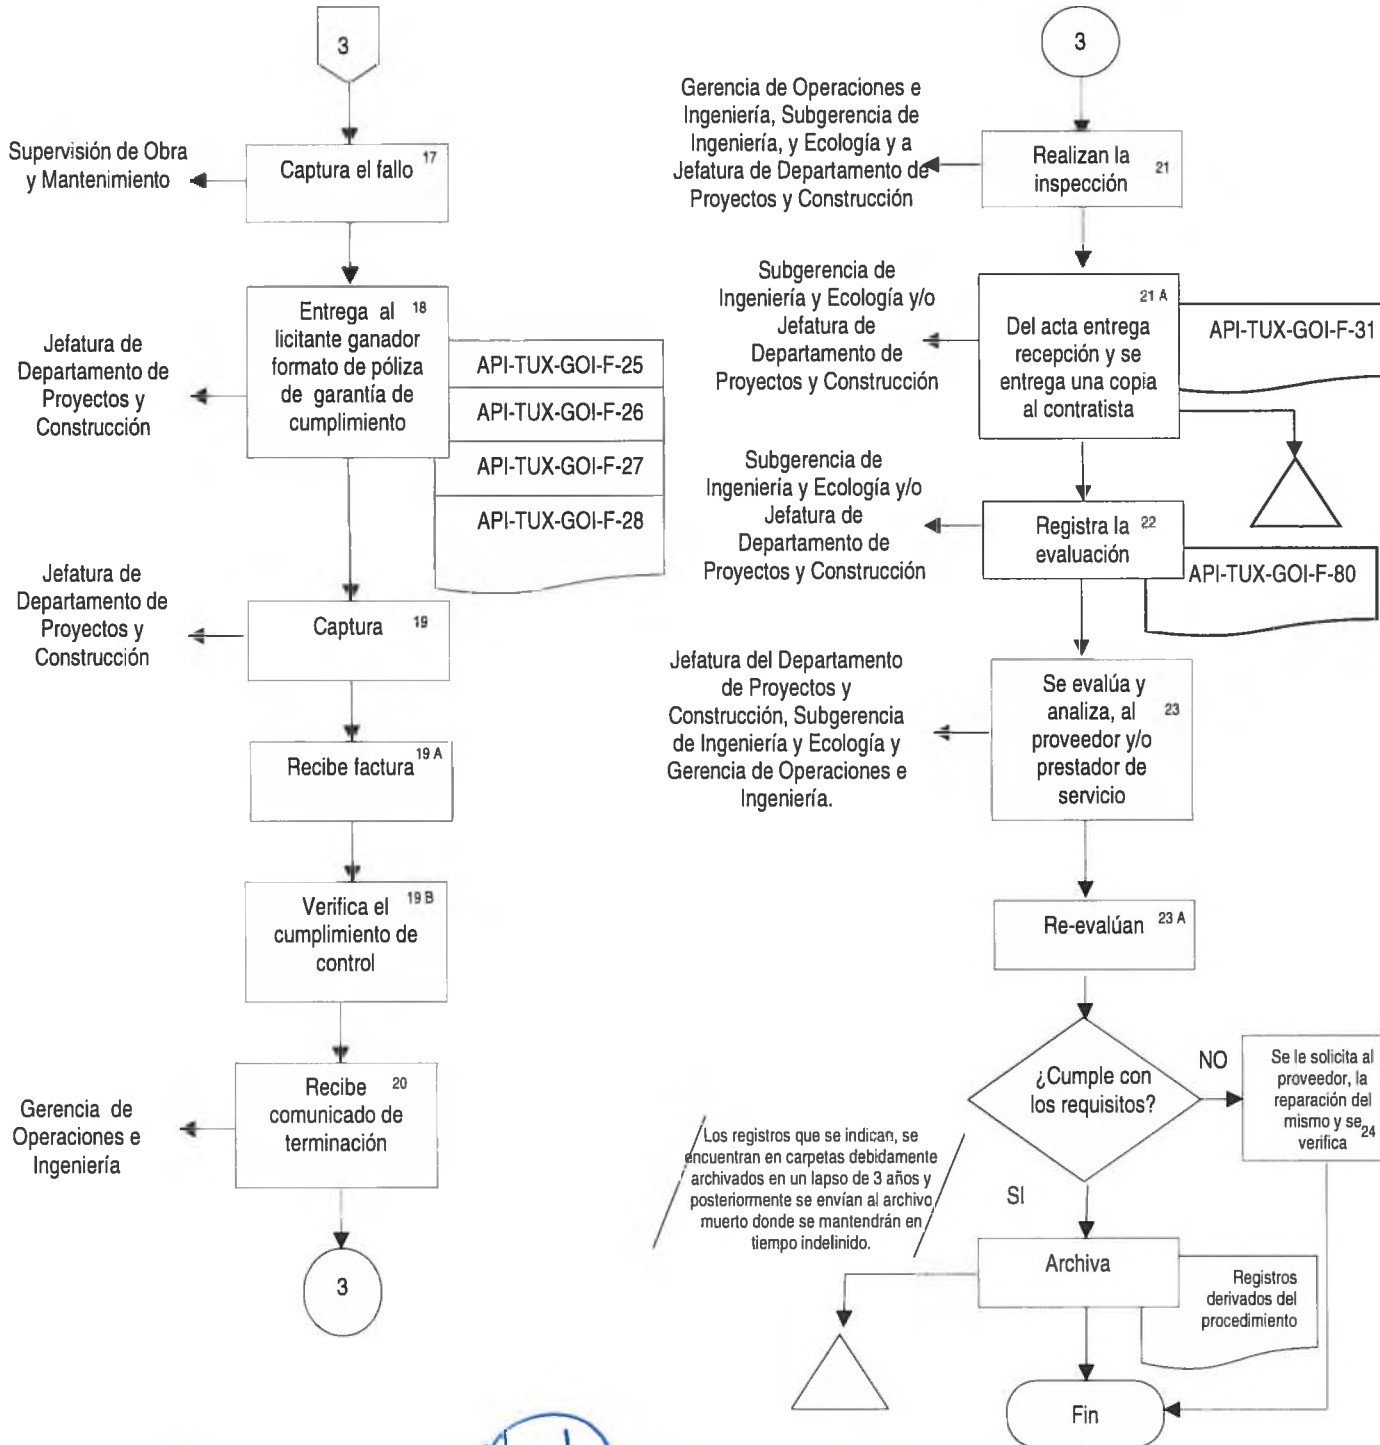 3
Supervisión de Obra
y Mantenimiento
Captura el fallo
17
Jefatura de
Departamento de
Proyectos y
Construcción
Entrega al
18
licitante ganador
formato de póliza
de garantía de
cumplimiento
API-TUX-GOI-F-25
API-TUX-GOI-F-26
API-TUX-GOI-F-27
API-TUX-GOI-F-28
Jefatura de
Departamento de
Proyectos y
Construcción
Captura
19
Recibe factura
19 A
Verifica el
19 B
cumplimiento de
control
Gerencia de
Operaciones e
Ingeniería
Recibe
20
comunicado de
terminación
3
3
Gerencia de Operaciones e
Ingeniería, Subgerencia de
Ingeniería, y Ecología y a
Jefatura de Departamento de
Proyectos y Construcción
Realizan la
inspección
21
Subgerencia de
Ingeniería y Ecología y/o
Jefatura de
Departamento de
Proyectos y Construcción
21 A
Del acta entrega
recepción y se
entrega una copia
al contratista
API-TUX-GOI-F-31
Subgerencia de
Ingeniería y Ecología y/o
Jefatura de
Departamento de
Proyectos y Construcción
Registra la
22
evaluación
API-TUX-GOI-F-80
Jefatura del Departamento
de Proyectos y
Construcción, Subgerencia
de Ingeniería y Ecología y
Gerencia de Operaciones e
Ingeniería.
Se evalúa y
analiza, al
23
proveedor y/o
prestador de
servicio
Re-evalúan
23 A
¿Cumple con
los requisitos?
NO
Se le solicita al
proveedor, la
reparación del
mismo y se
24
verifica
SI
Los registros que se indican, se
encuentran en carpetas debidamente
archivados en un lapso de 3 años y
posteriormente se envían al archivo
muerto donde se mantendrán en
tiempo indelinido.
Archiva
Registros
derivados del
procedimiento
Fin